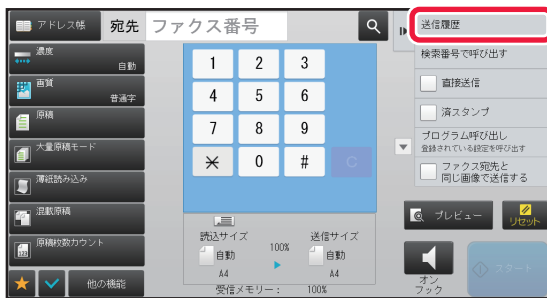 アドレス帳
宛先
ファクス番号
濃度
自動
画質
普通字
原稿
大量原稿モード
薄紙読み込み
混載原稿
原稿枚数カウント
他の機能
1 2 3
4 5 6
7 8 9
0 #
C
読込サイズ 100% 送信サイズ
自動 自動
A4 A4
受信メモリー: 100%
送信履歴
検索番号で呼び出す
直接送信
済スタンプ
プログラム呼び出し
登録されている設定を呼び出す
ファクス宛先と
同じ画像で送信する
プレビュー
リセット
オン
フック
スタート